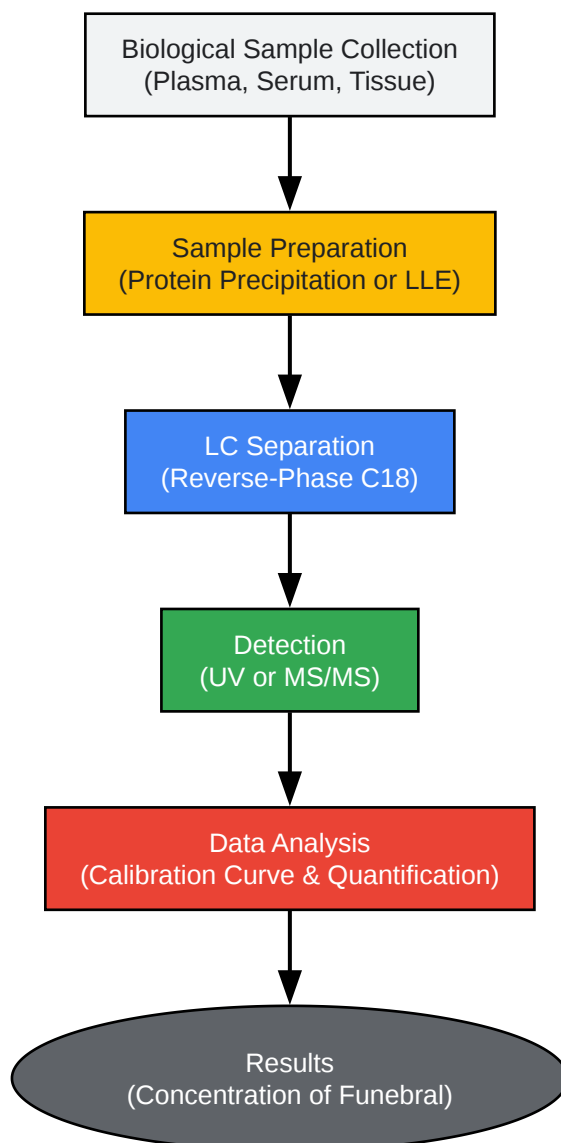 Biological Sample Collection
(Plasma, Serum, Tissue)
Sample Preparation
(Protein Precipitation or LLE)
LC Separation
(Reverse-Phase C18)
Detection
(UV or MS/MS)
Data Analysis
(Calibration Curve & Quantification)
Results
(Concentration of Funebral)